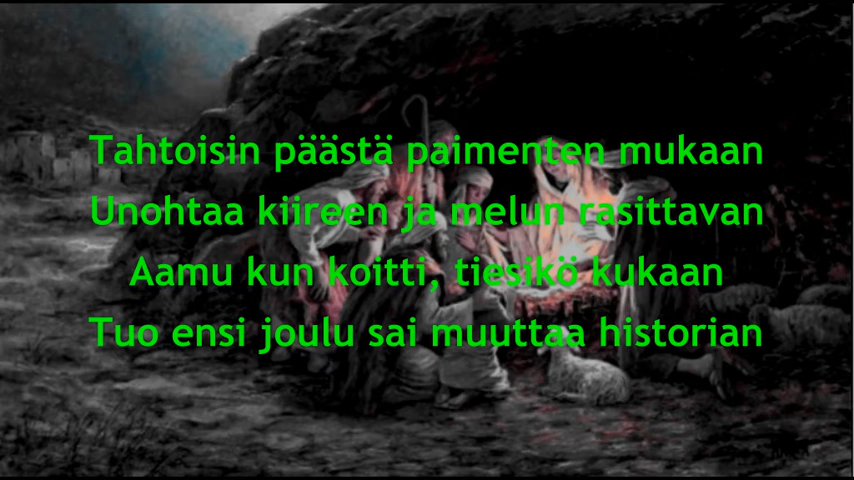 Tahtoisin päästä paimenten mukaan
Unohtaa kiireen ja melun rasittavan
Aamu kun koitti, tiesikö kukaan
Tuo ensi joulu sai muuttaa historian